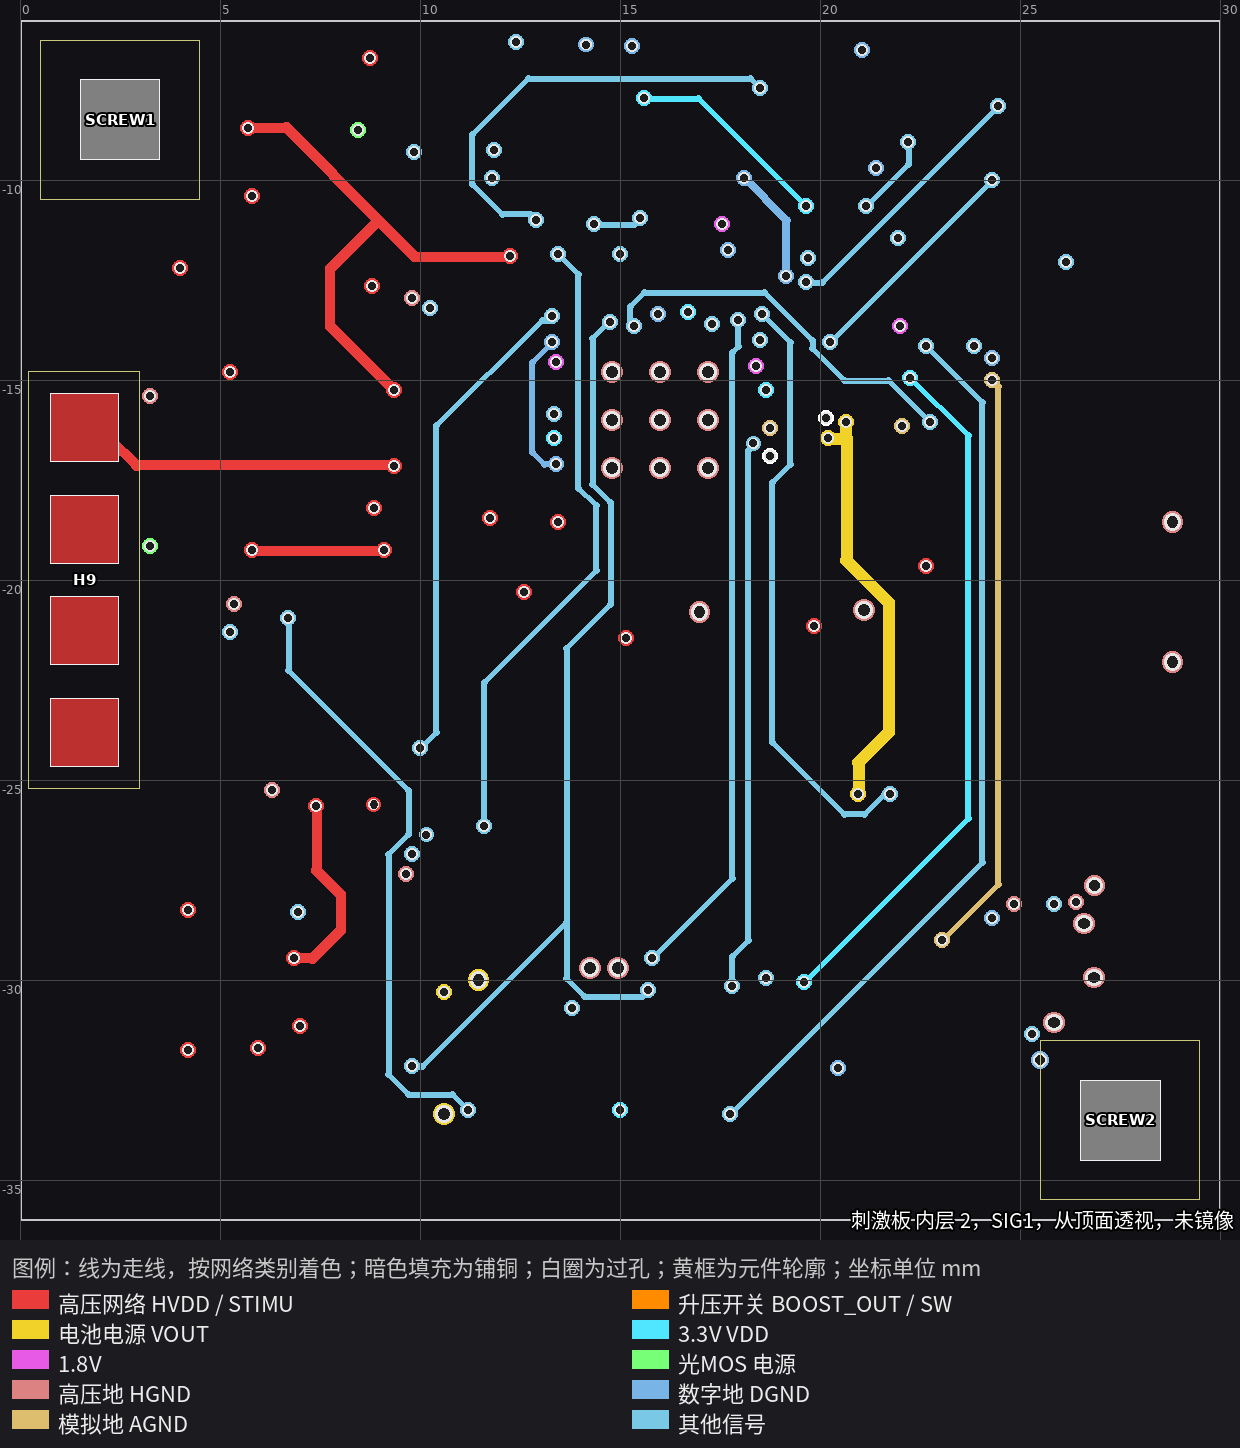 0 5 10 15 20 25 30
SCREW1
-10
-15
H9
-20
-25
-30
SCREW2
-35
刺激板 内层 2，SIG1，从顶面透视，未镜像
图例：线为走线，按网络类别着色；暗色填充为铺铜；白圈为过孔；黄框为元件轮廓；坐标单位 mm
高压网络 HVDD / STIMU
升压开关 BOOST_OUT / SW
电池电源 VOUT
3.3V VDD
1.8V
光MOS 电源
高压地 HGND
数字地 DGND
模拟地 AGND
其他信号